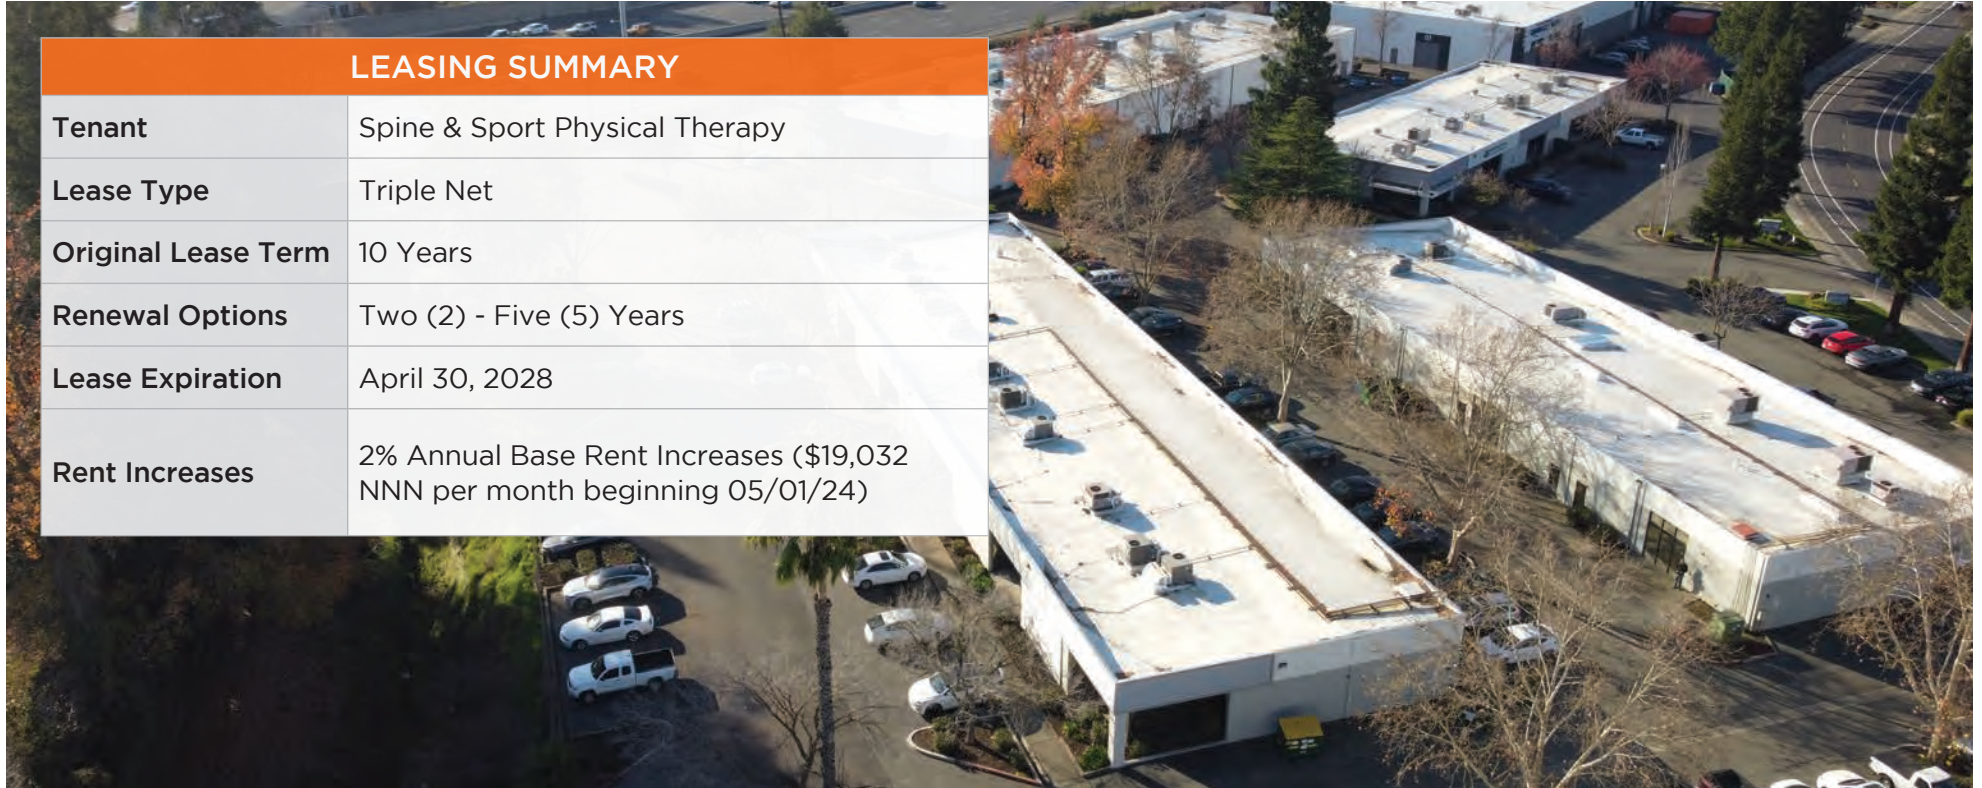 LEASING SUMMARY
Tenant
Spine & Sport Physical Therapy
Lease Type
Triple Net
Original Lease Term
10 Years
Renewal Options
Two (2) - Five (5) Years
Lease Expiration
April 30, 2028
Rent Increases
2% Annual Base Rent Increases ($19,032
NNN per month beginning 05/01/24)